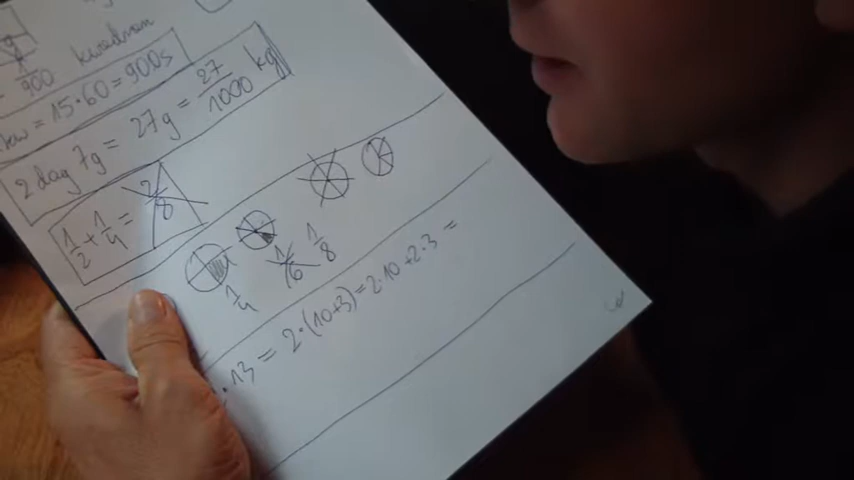 900 kwadran
kw = 15·60 = 900s
2 dag 7g = 27g = 27/1000 kg
1/2 + 1/4 = 2/8
1/4 1/6 1/8
· 13 = 2·(10+3) = 2·10 + 2·3 =